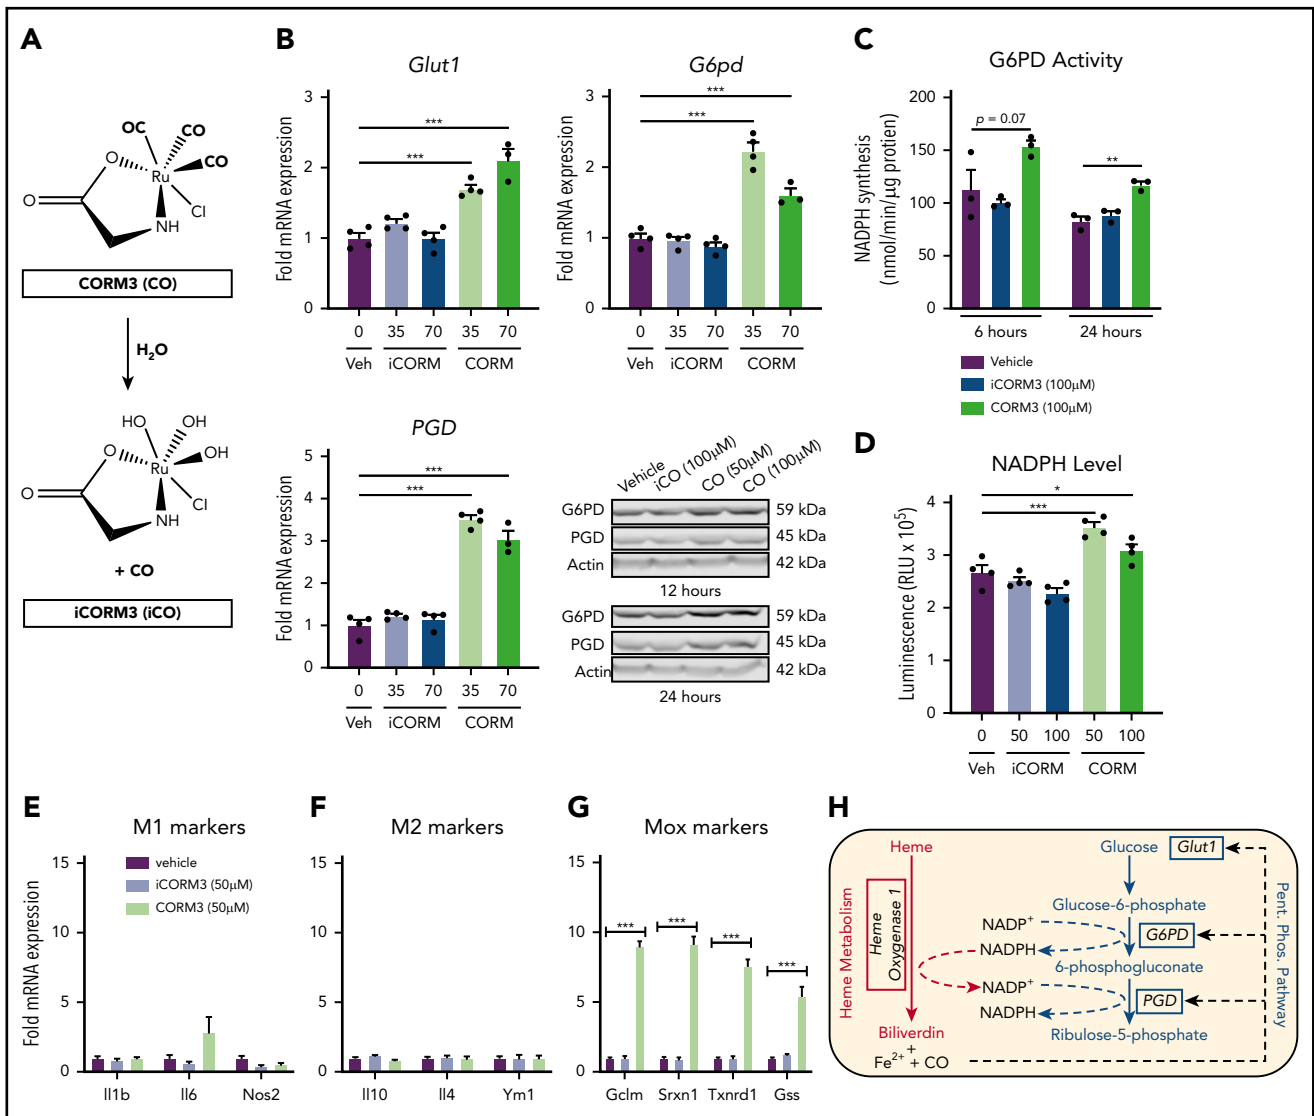 A
OC
CO
CO
O
Ru
O
Cl
NH
CORM3 (CO)
H2O
HO
OH
O
OH
Ru
O
Cl
NH
+ CO
iCORM3 (iCO)
B
Glut1
Fold mRNA expression
3
2
1
0
***
***
0 35 70 35 70
Veh iCORM CORM
G6pd
Fold mRNA expression
3
2
1
0
***
***
0 35 70 35 70
Veh iCORM CORM
PGD
Fold mRNA expression
5
4
3
2
1
0
***
***
0 35 70 35 70
Veh iCORM CORM
Vehicle
iCO (100µM)
CO (50µM)
CO (100µM)
G6PD 59 kDa
PGD 45 kDa
Actin 42 kDa
12 hours
G6PD 59 kDa
PGD 45 kDa
Actin 42 kDa
24 hours
C
G6PD Activity
NADPH synthesis
(nmol/min/µg protien)
200
150
100
50
0
p = 0.07
**
6 hours 24 hours
Vehicle
iCORM3 (100µM)
CORM3 (100µM)
D
NADPH Level
Luminescence (RLU x 10⁵)
4
3
2
1
0
*
***
0 50 100 50 100
Veh iCORM CORM
E
M1 markers
Fold mRNA expression
15
10
5
0
vehicle
iCORM3 (50µM)
CORM3 (50µM)
Il1b Il6 Nos2
F
M2 markers
15
10
5
0
Il10 Il4 Ym1
G
Mox markers
15
10
5
0
***
***
***
***
Gclm Srxn1 Txnrd1 Gss
H
Heme
Heme Metabolism
Heme
Oxygenase 1
Biliverdin
+
Fe²⁺ + CO
Glucose
Glut1
Glucose-6-phosphate
NADP⁺
G6PD
NADPH
6-phosphogluconate
NADP⁺
PGD
NADPH
Ribulose-5-phosphate
Pent. Phos. Pathway